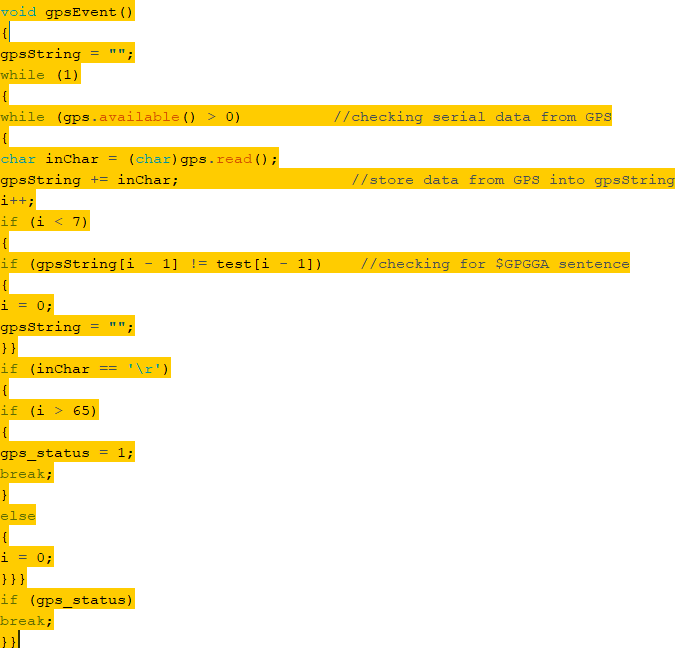 void gpsEvent()
{
gpsString = "";
while (1)
{
while (gps.available() > 0)          //checking serial data from GPS
{
char inChar = (char)gps.read();
gpsString += inChar;                   //store data from GPS into gpsString
i++;
if (i < 7)
{
if (gpsString[i - 1] != test[i - 1])    //checking for $GPGGA sentence
{
i = 0;
gpsString = "";
}}
if (inChar == '\r')
{
if (i > 65)
{
gps_status = 1;
break;
}
else
{
i = 0;
}}}
if (gps_status)
break;
}}